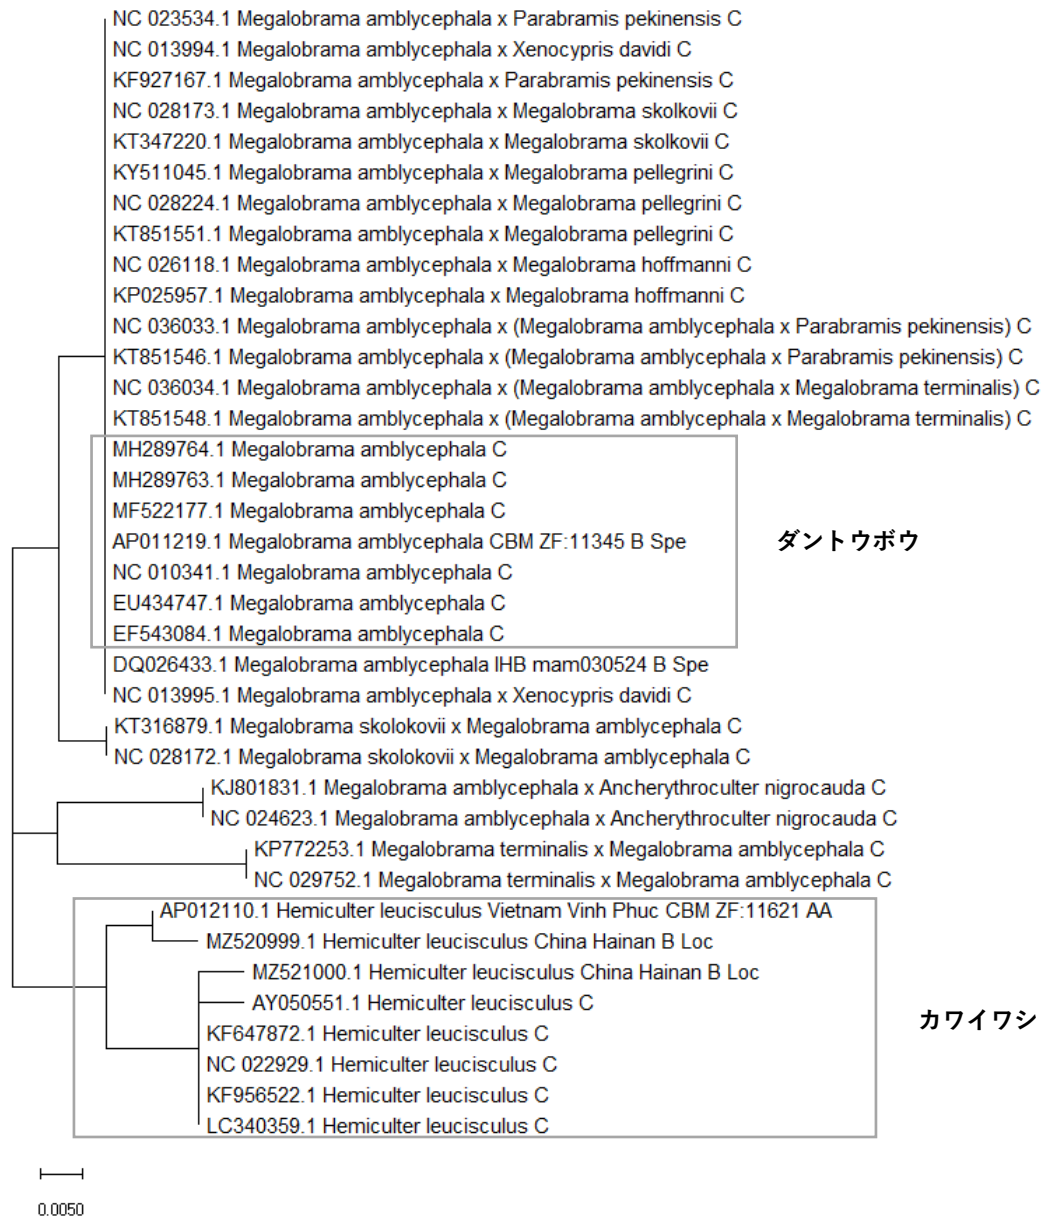 NC 023534.1 Megalobrama amblycephala x Parabramis pekinensis C
NC 013994.1 Megalobrama amblycephala x Xenocypris davidi C
KF927167.1 Megalobrama amblycephala x Parabramis pekinensis C
NC 028173.1 Megalobrama amblycephala x Megalobrama skolkovii C
KT347220.1 Megalobrama amblycephala x Megalobrama skolkovii C
KY511045.1 Megalobrama amblycephala x Megalobrama pellegrini C
NC 028224.1 Megalobrama amblycephala x Megalobrama pellegrini C
KT851551.1 Megalobrama amblycephala x Megalobrama pellegrini C
NC 026118.1 Megalobrama amblycephala x Megalobrama hoffmanni C
KP025957.1 Megalobrama amblycephala x Megalobrama hoffmanni C
NC 036033.1 Megalobrama amblycephala x (Megalobrama amblycephala x Parabramis pekinensis) C
KT851546.1 Megalobrama amblycephala x (Megalobrama amblycephala x Parabramis pekinensis) C
NC 036034.1 Megalobrama amblycephala x (Megalobrama amblycephala x Megalobrama terminalis) C
KT851548.1 Megalobrama amblycephala x (Megalobrama amblycephala x Megalobrama terminalis) C
MH289764.1 Megalobrama amblycephala C
MH289763.1 Megalobrama amblycephala C
MF522177.1 Megalobrama amblycephala C
AP011219.1 Megalobrama amblycephala CBM ZF:11345 B Spe
ダントウボウ
NC 010341.1 Megalobrama amblycephala C
EU434747.1 Megalobrama amblycephala C
EF543084.1 Megalobrama amblycephala C
DQ026433.1 Megalobrama amblycephala IHB mam030524 B Spe
NC 013995.1 Megalobrama amblycephala x Xenocypris davidi C
KT316879.1 Megalobrama skolokovii x Megalobrama amblycephala C
NC 028172.1 Megalobrama skolokovii x Megalobrama amblycephala C
KJ801831.1 Megalobrama amblycephala x Ancherythroculter nigrocauda C
NC 024623.1 Megalobrama amblycephala x Ancherythroculter nigrocauda C
KP772253.1 Megalobrama terminalis x Megalobrama amblycephala C
NC 029752.1 Megalobrama terminalis x Megalobrama amblycephala C
AP012110.1 Hemiculter leucisculus Vietnam Vinh Phuc CBM ZF:11621 AA
MZ520999.1 Hemiculter leucisculus China Hainan B Loc
MZ521000.1 Hemiculter leucisculus China Hainan B Loc
AY050551.1 Hemiculter leucisculus C
カワイワシ
KF647872.1 Hemiculter leucisculus C
NC 022929.1 Hemiculter leucisculus C
KF956522.1 Hemiculter leucisculus C
LC340359.1 Hemiculter leucisculus C
0.0050